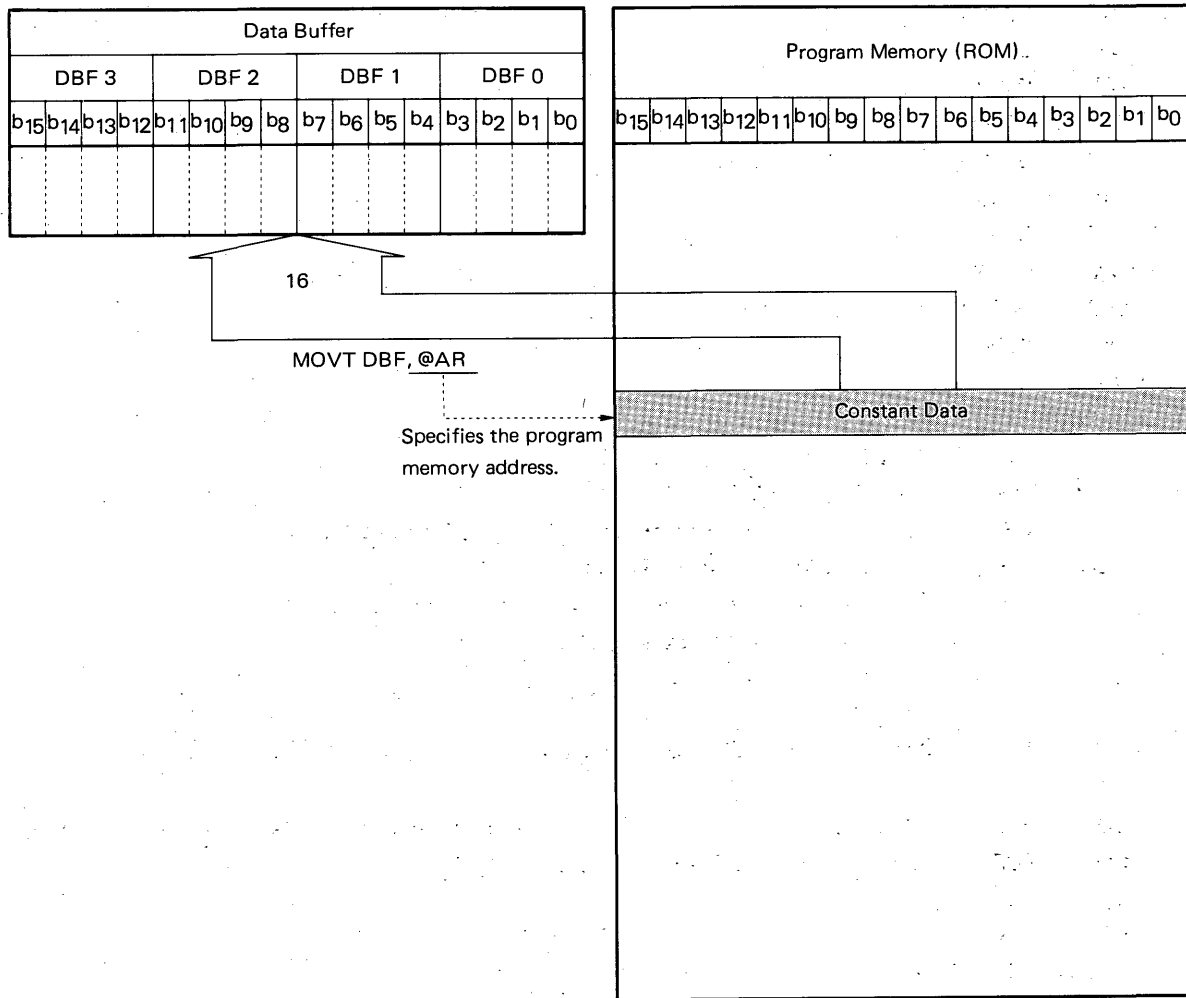 Data Buffer
DBF 3 DBF 2 DBF 1 DBF 0
b15 b14 b13 b12 b11 b10 b9 b8 b7 b6 b5 b4 b3 b2 b1 b0
16
MOVT DBF, @AR
Specifies the program
memory address.
Program Memory (ROM)
b15 b14 b13 b12 b11 b10 b9 b8 b7 b6 b5 b4 b3 b2 b1 b0
Constant Data